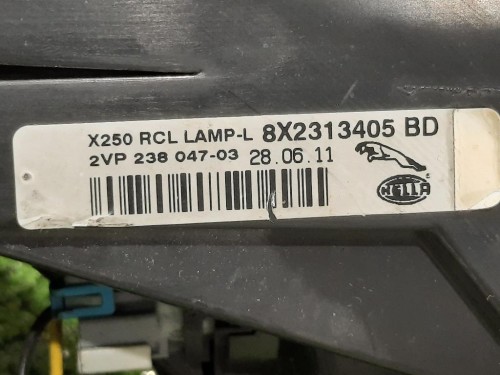 X250 RCL LAMP-L 8X2313405 BD
2VP 238 047-03 28.06.11
HELLA